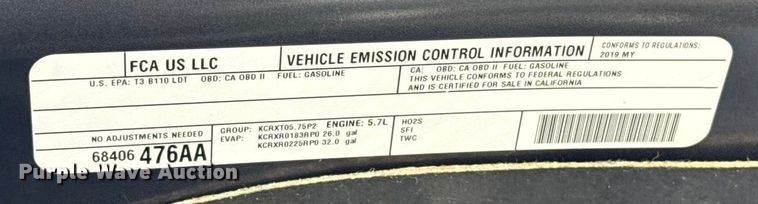 FCA US LLC
VEHICLE EMISSION CONTROL INFORMATION
CONFORMS TO REGULATIONS:
2019 MY
U.S. EPA: T3 B110 LDT OBD: CA OBD II FUEL: GASOLINE
CA: OBD: CA OBD II FUEL: GASOLINE
THIS VEHICLE CONFORMS TO FEDERAL REGULATIONS
AND IS CERTIFIED FOR SALE IN CALIFORNIA
NO ADJUSTMENTS NEEDED
68406 476AA
GROUP: KCRXT05.75P2 ENGINE: 5.7L
EVAP: KCRXR0183RP0 26.0 gal
KCRXR0225RP0 32.0 gal
HO2S
SFI
TWC
Purple Wave Auction